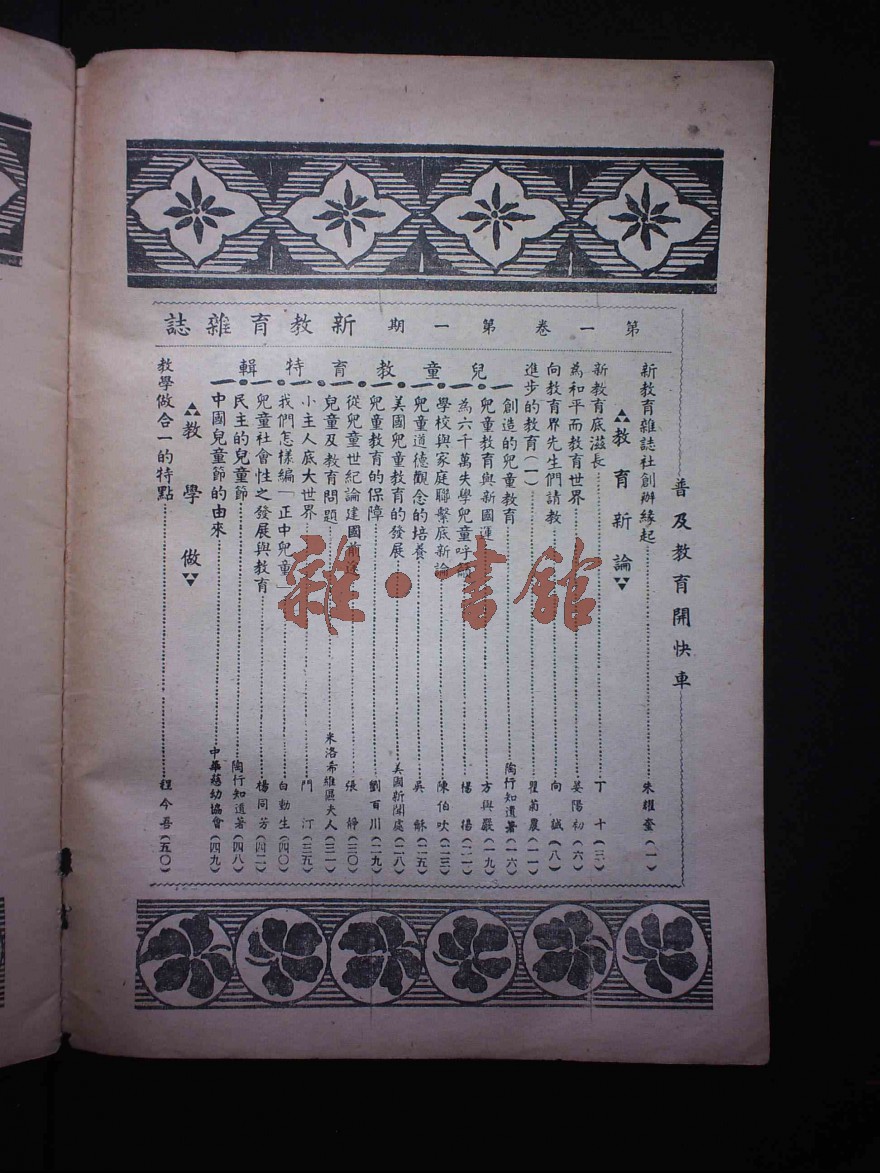 第一卷第一期 新教育雜誌
普及教育開快車
新教育雜誌社創辦緣起……朱經奎(一)
教育新論
新教育底滋長……丁十(三)
為和平而教育世界……晏陽初(六)
向教育界先生們請教……向誠(八)
進步的教育(一)……瞿菊農(一一)
兒童教育特輯
創造的兒童教育……陶行知遺著(一六)
兒童教育與新國運……方與嚴(一九)
為六千萬失學兒童呼籲……楊楊(二一)
學校與家庭聯繫底新論……陳伯吹(二三)
兒童道德觀念的培養……吳穌(二五)
美國兒童教育的發展……美國新聞處(二八)
兒童教育的保障……劉百川(二九)
從兒童世紀論建國前途……張靜(三〇)
兒童及教育問題……米洛希維區夫人(三一)
小主人底大世界……門汀(三五)
我們怎樣編「正中兒童」……白動生(四〇)
兒童社會性之發展與教育……楊同芳(四二)
民主的兒童節……陶行知遺著(四八)
中國兒童節的由來……中華慈幼協會(四九)
教學做
教學做合一的特點……程今吾(五〇)
雜·書館